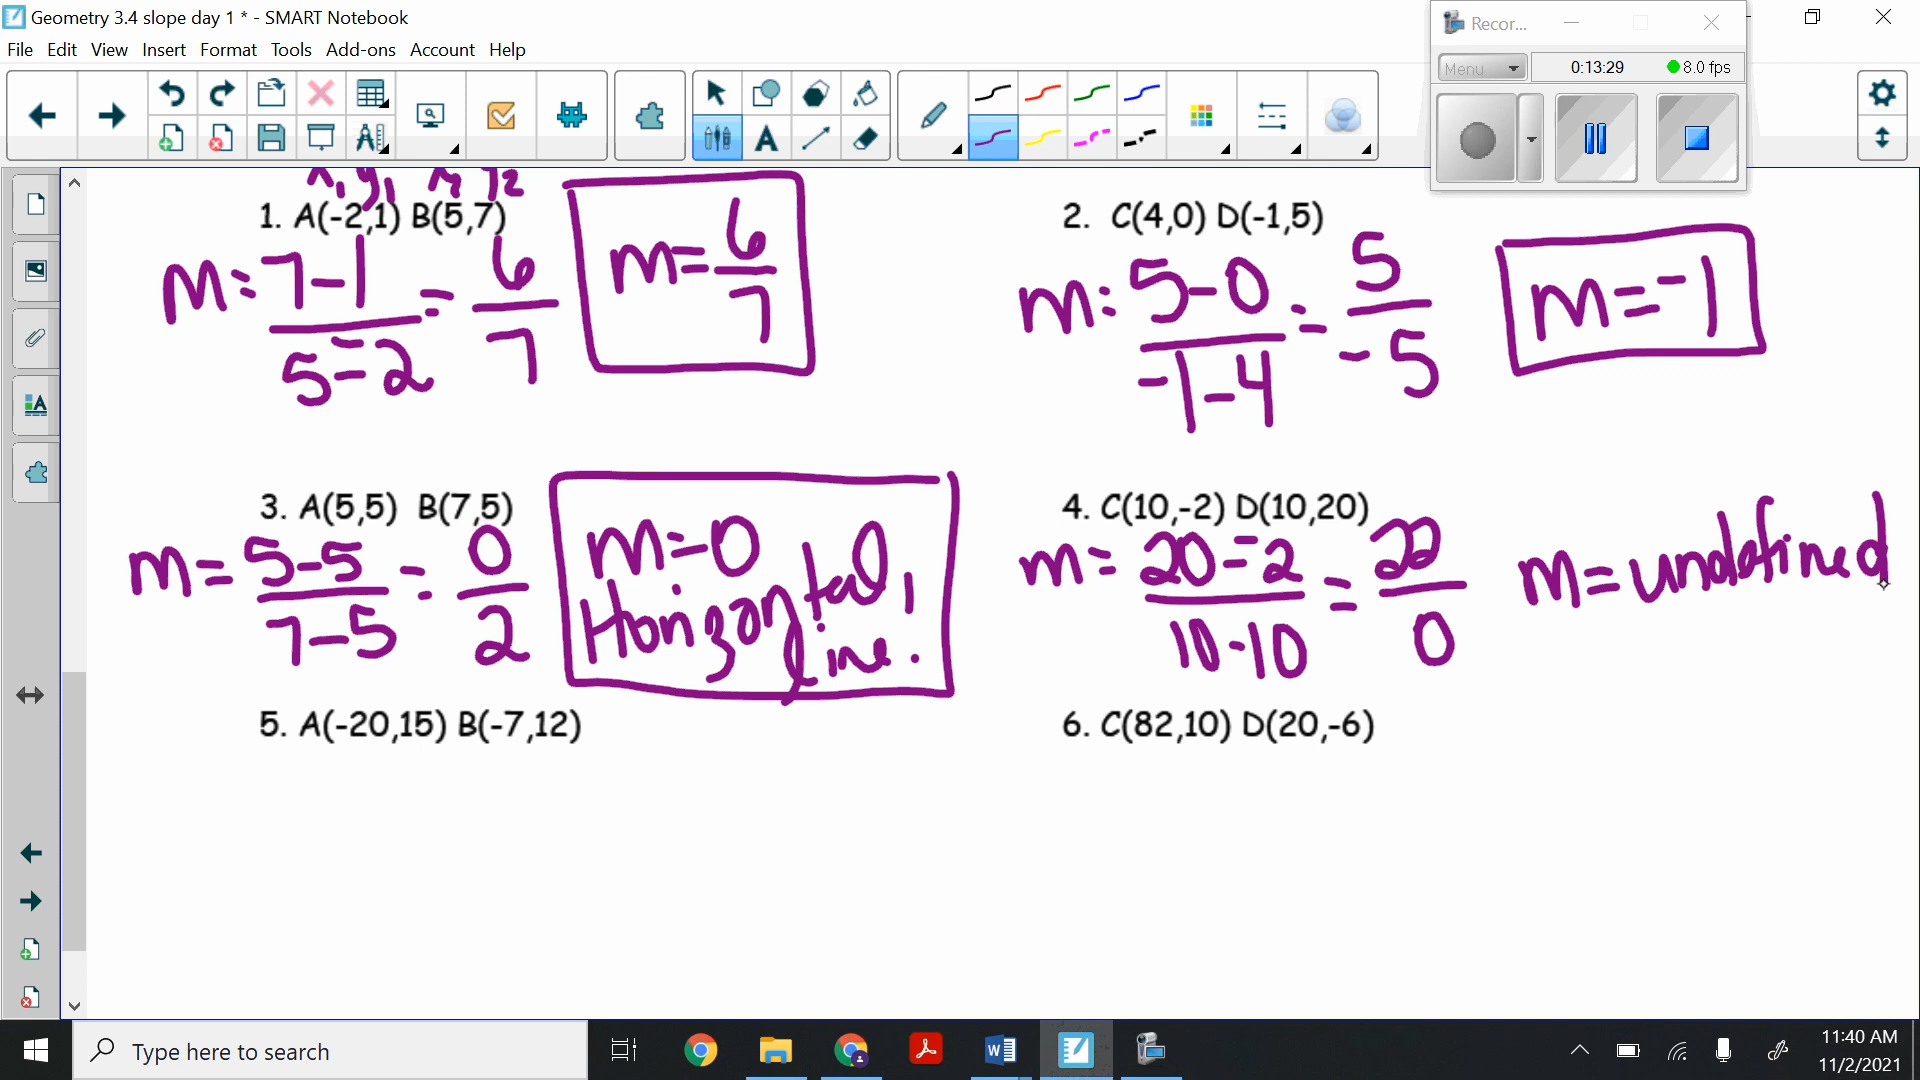 Geometry 3.4 slope day 1 * - SMART Notebook
File Edit View Insert Format Tools Add-ons Account Help
Recor...
Menu 0:13:29 8.0 fps
x₁ y₁ y₂
1. A(-2,1) B(5,7)
m = 7-1 / 5--2 = 6/7
m = 6/7
2. C(4,0) D(-1,5)
m = 5-0 / -1-4 = 5/-5
m = -1
3. A(5,5) B(7,5)
m = 5-5 / 7-5 = 0/2
m = 0
Horizontal
line.
4. C(10,-2) D(10,20)
m = 20--2 / 10-10 = 22/0
m = undefined
5. A(-20,15) B(-7,12)
6. C(82,10) D(20,-6)
Type here to search
11:40 AM
11/2/2021